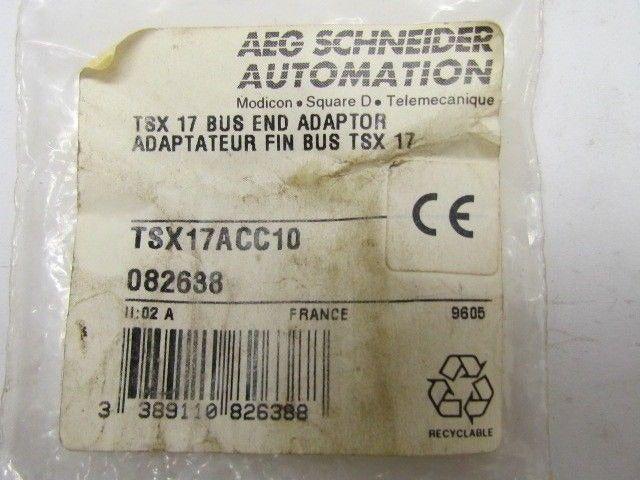 AEG SCHNEIDER
AUTOMATION
Modicon • Square D • Telemecanique
TSX 17 BUS END ADAPTOR
ADAPTATEUR FIN BUS TSX 17
CE
TSX17ACC10
082638
II:02 A FRANCE 9605
3 389110 826388
RECYCLABLE